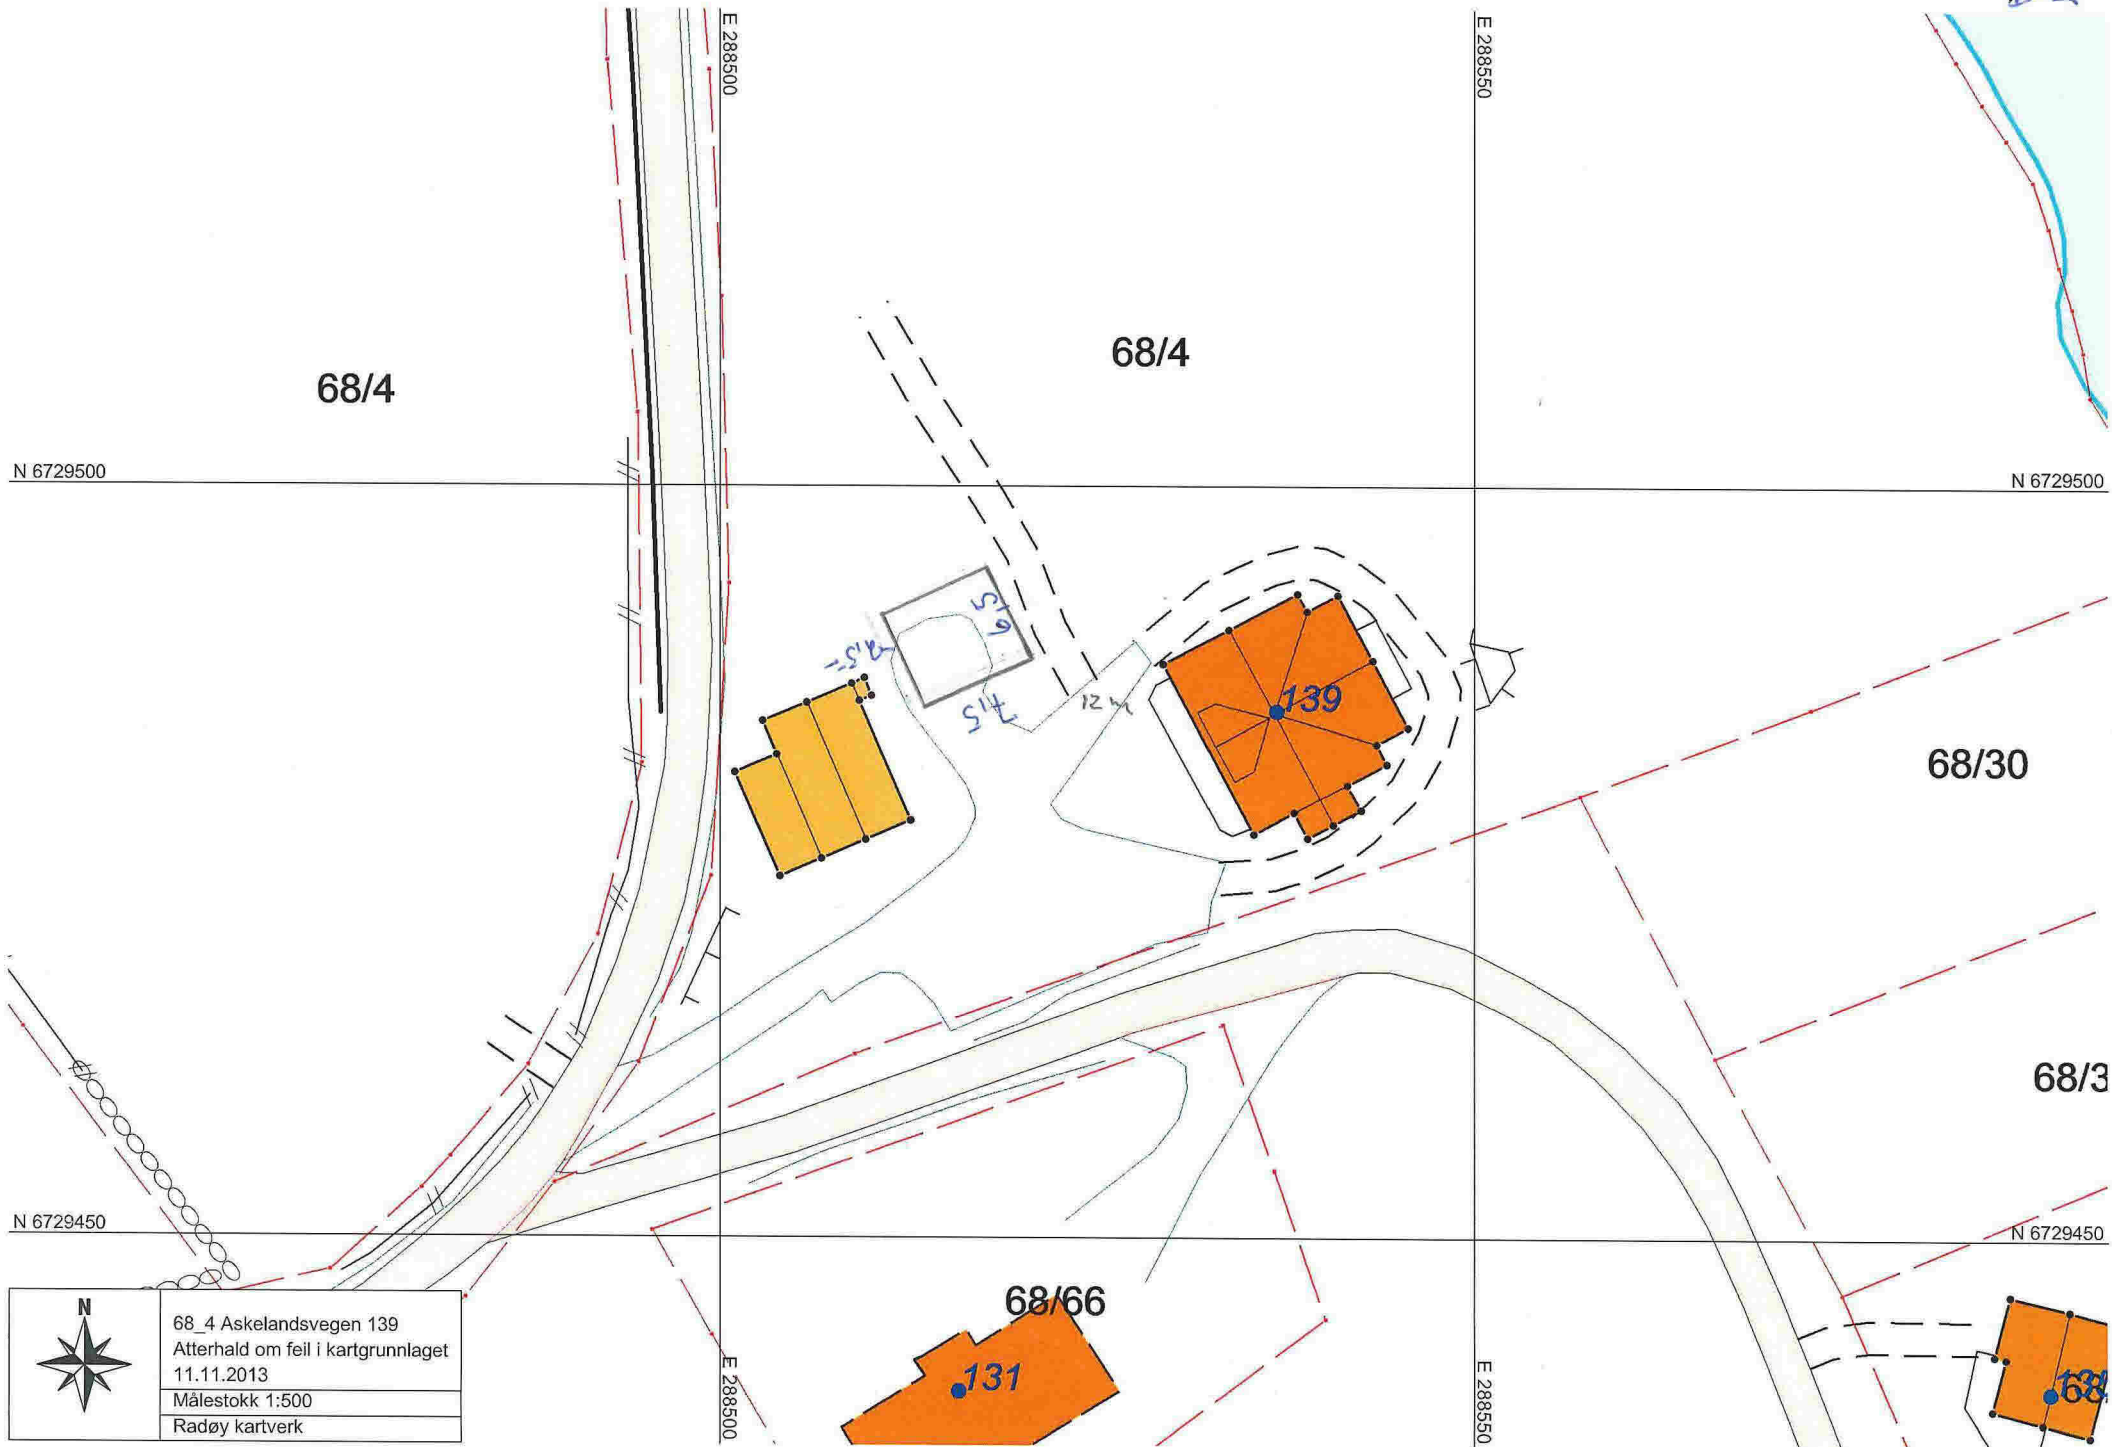 E 288500
E 288550
68/4
68/4
N 6729500
N 6729500
6,5
2,5
7,5
12 m
139
68/30
68/3
N 6729450
N 6729450
68/66
131
E 288500
E 288550
N
68_4 Askelandsvegen 139
Atterhald om feil i kartgrunnlaget
11.11.2013
Målestokk 1:500
Radøy kartverk